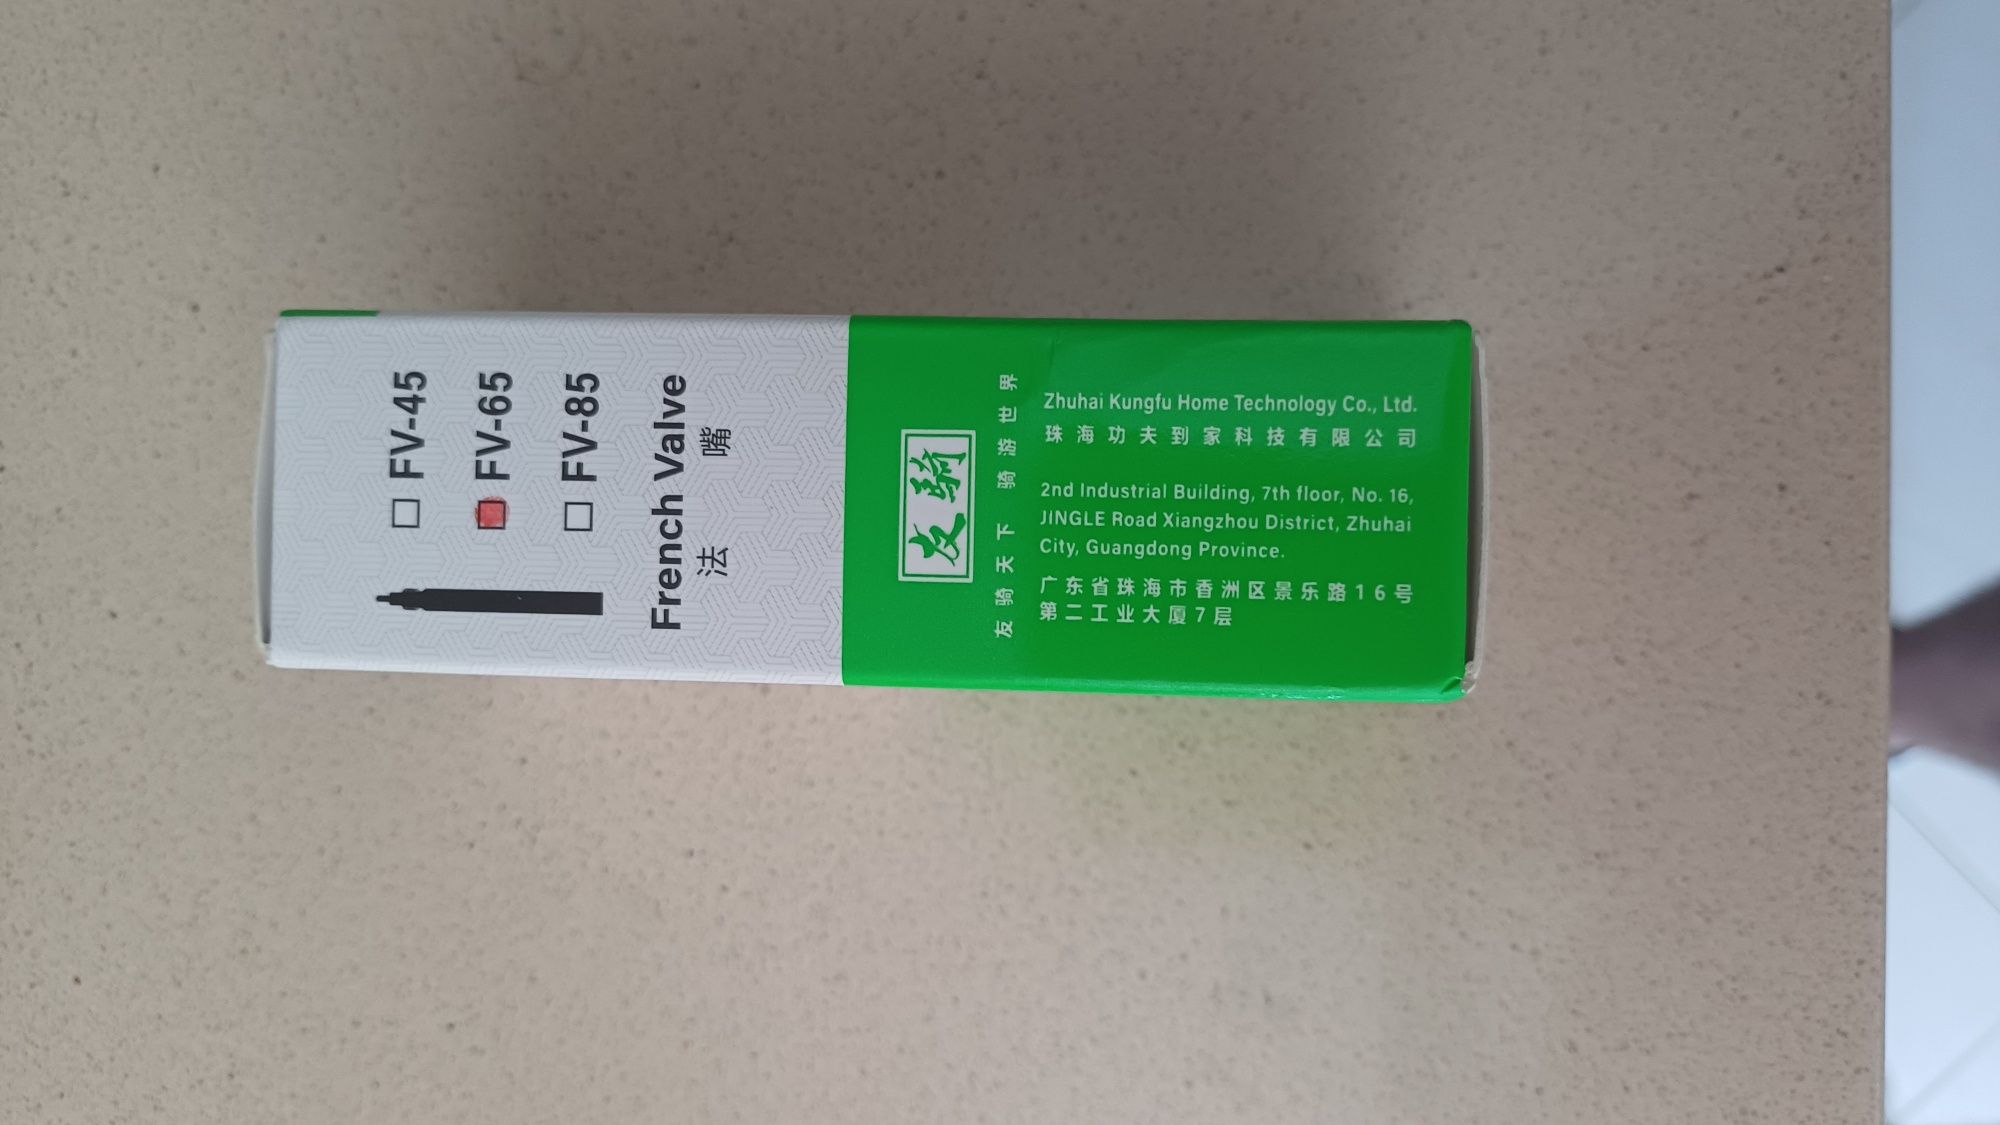 FV-45
FV-65
FV-85
French Valve
法 嘴
友骑
友骑天下 骑游世界
Zhuhai Kungfu Home Technology Co., Ltd.
珠海功夫到家科技有限公司
2nd Industrial Building, 7th floor, No. 16,
JINGLE Road Xiangzhou District, Zhuhai
City, Guangdong Province.
广东省珠海市香洲区景乐路16号
第二工业大厦7层